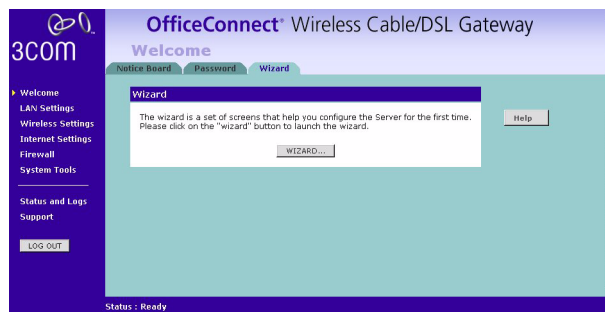 3COM
OfficeConnect® Wireless Cable/DSL Gateway
Welcome
Notice Board
Password
Wizard
Welcome
LAN Settings
Wireless Settings
Internet Settings
Firewall
System Tools
Status and Logs
Support
LOG OUT
Wizard
The wizard is a set of screens that help you configure the Server for the first time.
Please click on the "wizard" button to launch the wizard.
WIZARD...
Help
Status : Ready